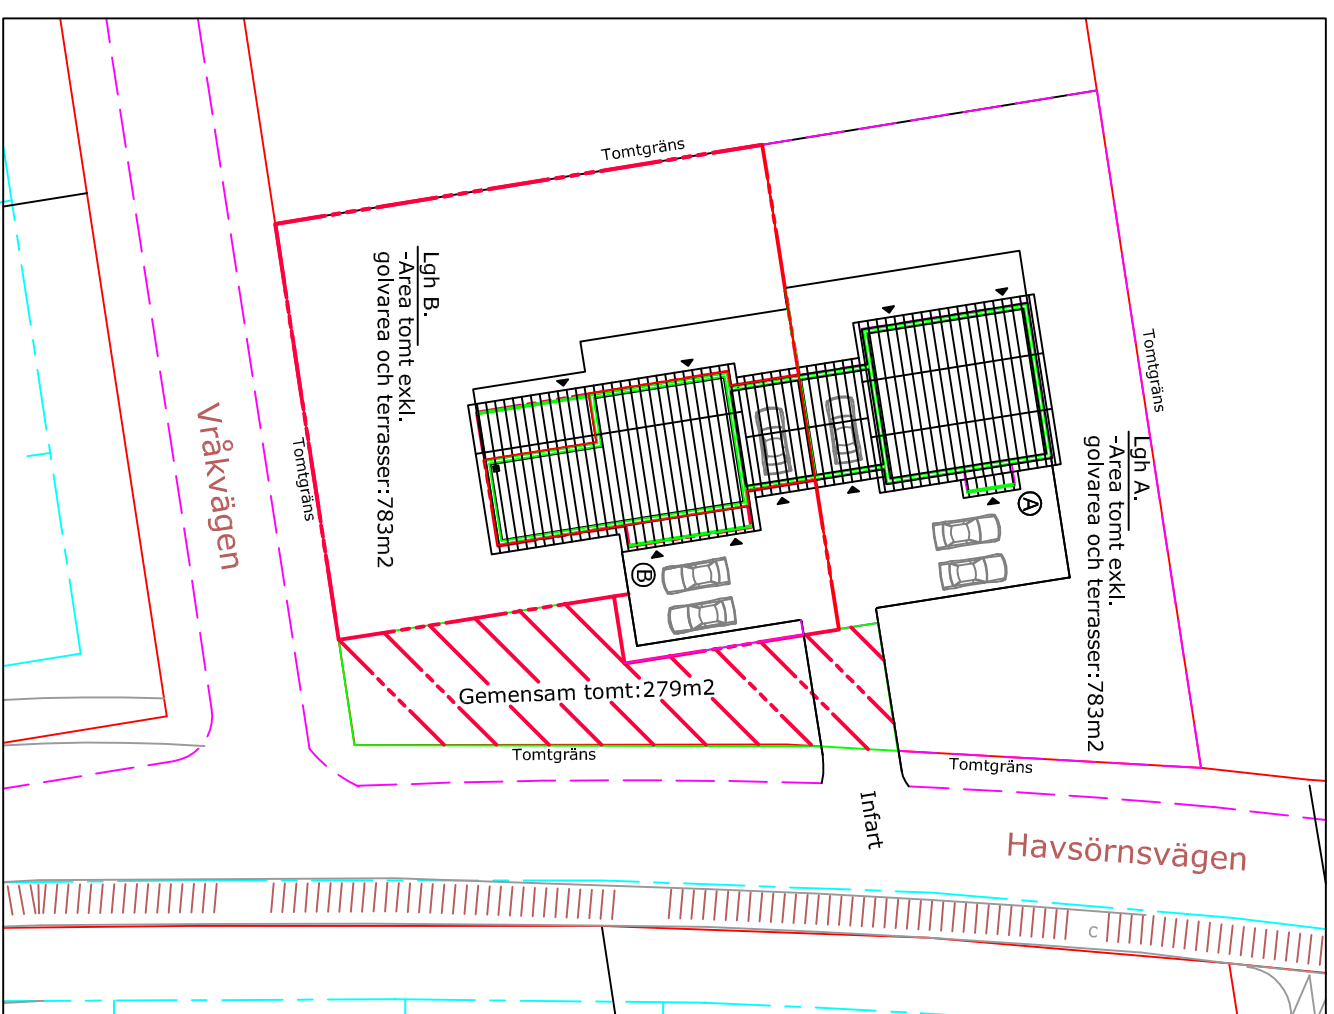 Tomtgräns
Lgh B.
-Area tomt exkl.
golvarea och terrasser:783m2
Tomtgräns
Lgh A.
-Area tomt exkl.
golvarea och terrasser:783m2
Vråkvägen
Tomtgräns
A
B
Gemensam tomt:279m2
Tomtgräns
Tomtgräns
Infart
Havsörnsvägen
c